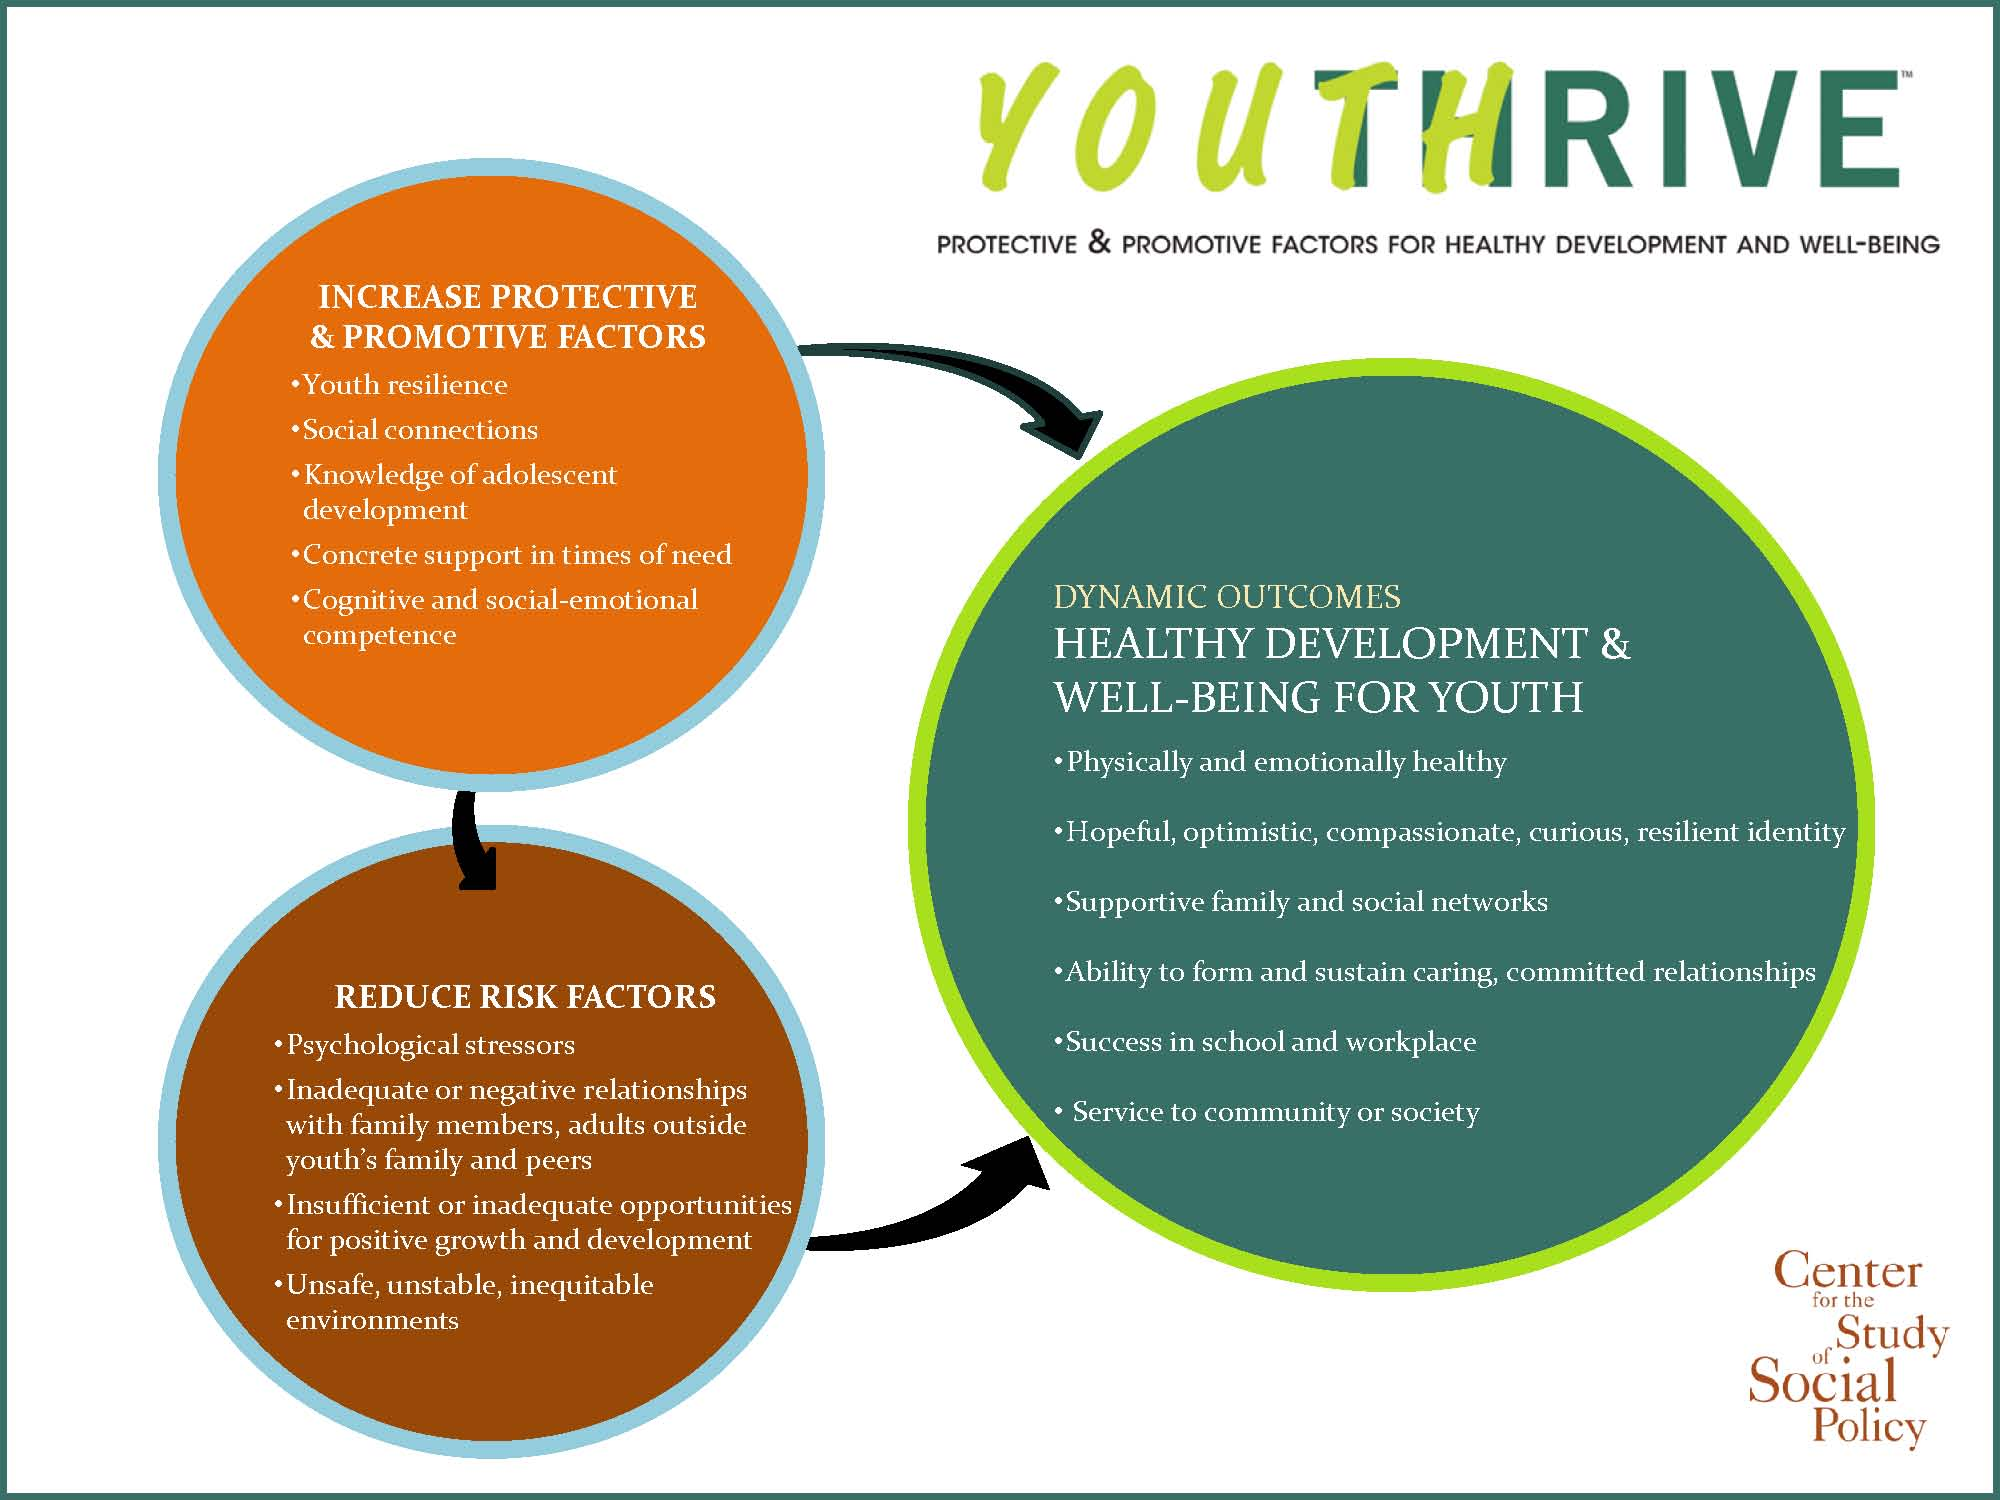 YOUTHRIVE™
PROTECTIVE & PROMOTIVE FACTORS FOR HEALTHY DEVELOPMENT AND WELL-BEING
INCREASE PROTECTIVE
& PROMOTIVE FACTORS
•Youth resilience
•Social connections
•Knowledge of adolescent
development
•Concrete support in times of need
•Cognitive and social-emotional
competence
REDUCE RISK FACTORS
•Psychological stressors
•Inadequate or negative relationships
with family members, adults outside
youth’s family and peers
•Insufficient or inadequate opportunities
for positive growth and development
•Unsafe, unstable, inequitable
environments
DYNAMIC OUTCOMES
HEALTHY DEVELOPMENT &
WELL-BEING FOR YOUTH
•Physically and emotionally healthy
•Hopeful, optimistic, compassionate, curious, resilient identity
•Supportive family and social networks
•Ability to form and sustain caring, committed relationships
•Success in school and workplace
• Service to community or society
Center
for the
Study
of
Social
Policy